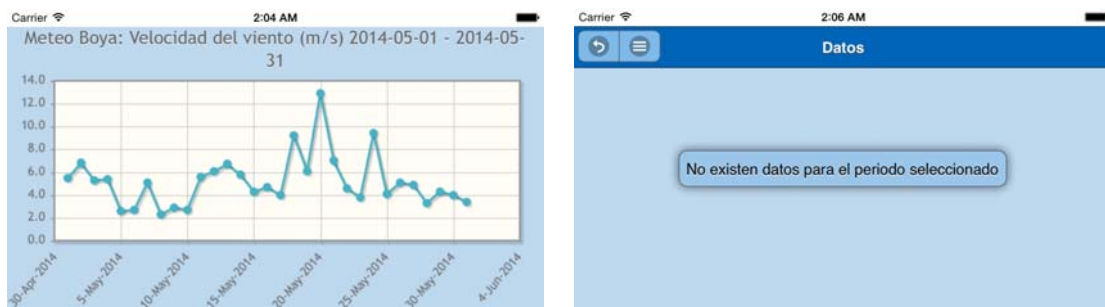 Carrier
2:04 AM
Meteo Boya: Velocidad del viento (m/s) 2014-05-01 - 2014-05-
31
14.0
12.0
10.0
8.0
6.0
4.0
2.0
0.0
30-Apr-2014
5-May-2014
10-May-2014
15-May-2014
20-May-2014
25-May-2014
30-May-2014
4-Jun-2014
Carrier
2:06 AM
Datos
No existen datos para el periodo seleccionado